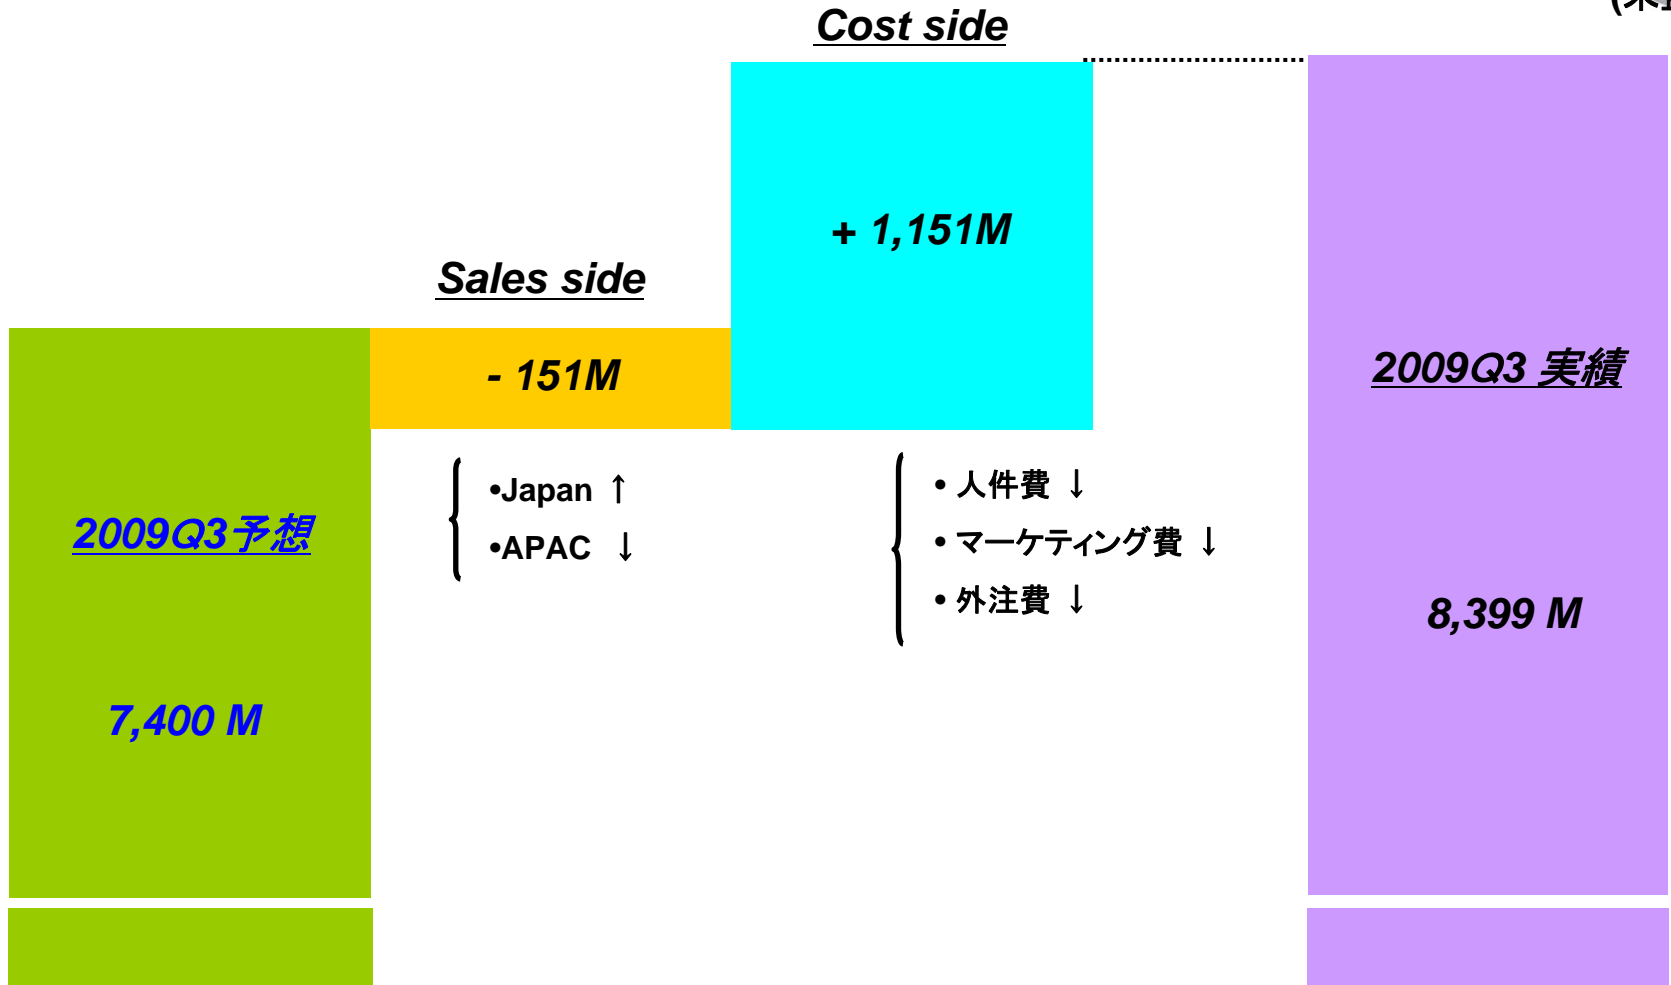 Cost side
+ 1,151M
Sales side
- 151M
2009Q3 実績
•Japan ↑
•APAC ↓
• 人件費 ↓
• マーケティング費 ↓
• 外注費 ↓
2009Q3予想
8,399 M
7,400 M